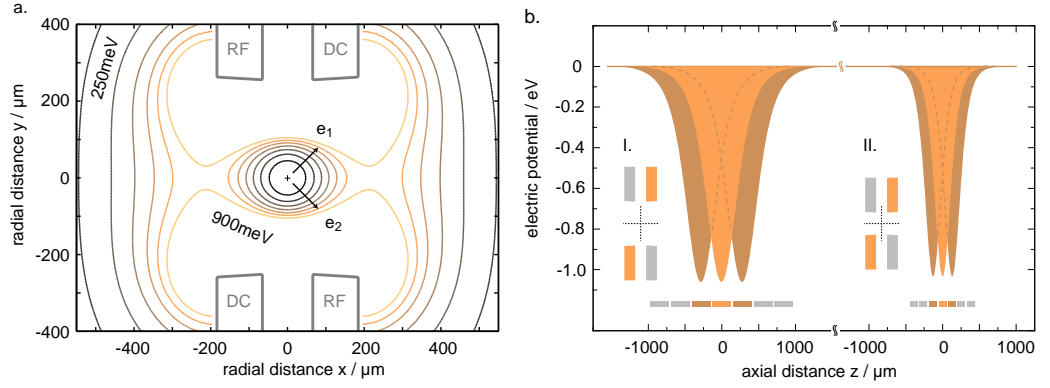 a.
400
200
0
-200
-400
radial distance y / µm
250meV
RF
DC
e1
e2
900meV
DC
RF
-400
-200
0
200
400
radial distance x / µm
b.
0
-0.2
-0.4
-0.6
-0.8
-1.0
electric potential / eV
I.
II.
-1000
0
1000
-1000
0
1000
axial distance z / µm